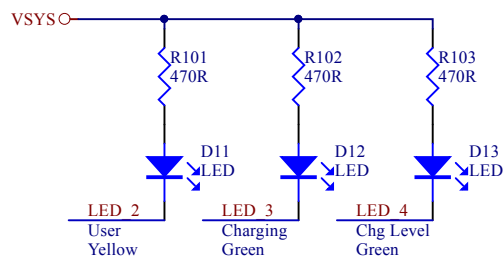 VSYS
R101
470R
R102
470R
R103
470R
D11
LED
D12
LED
D13
LED
LED_2
User
Yellow
LED_3
Charging
Green
LED_4
Chg Level
Green